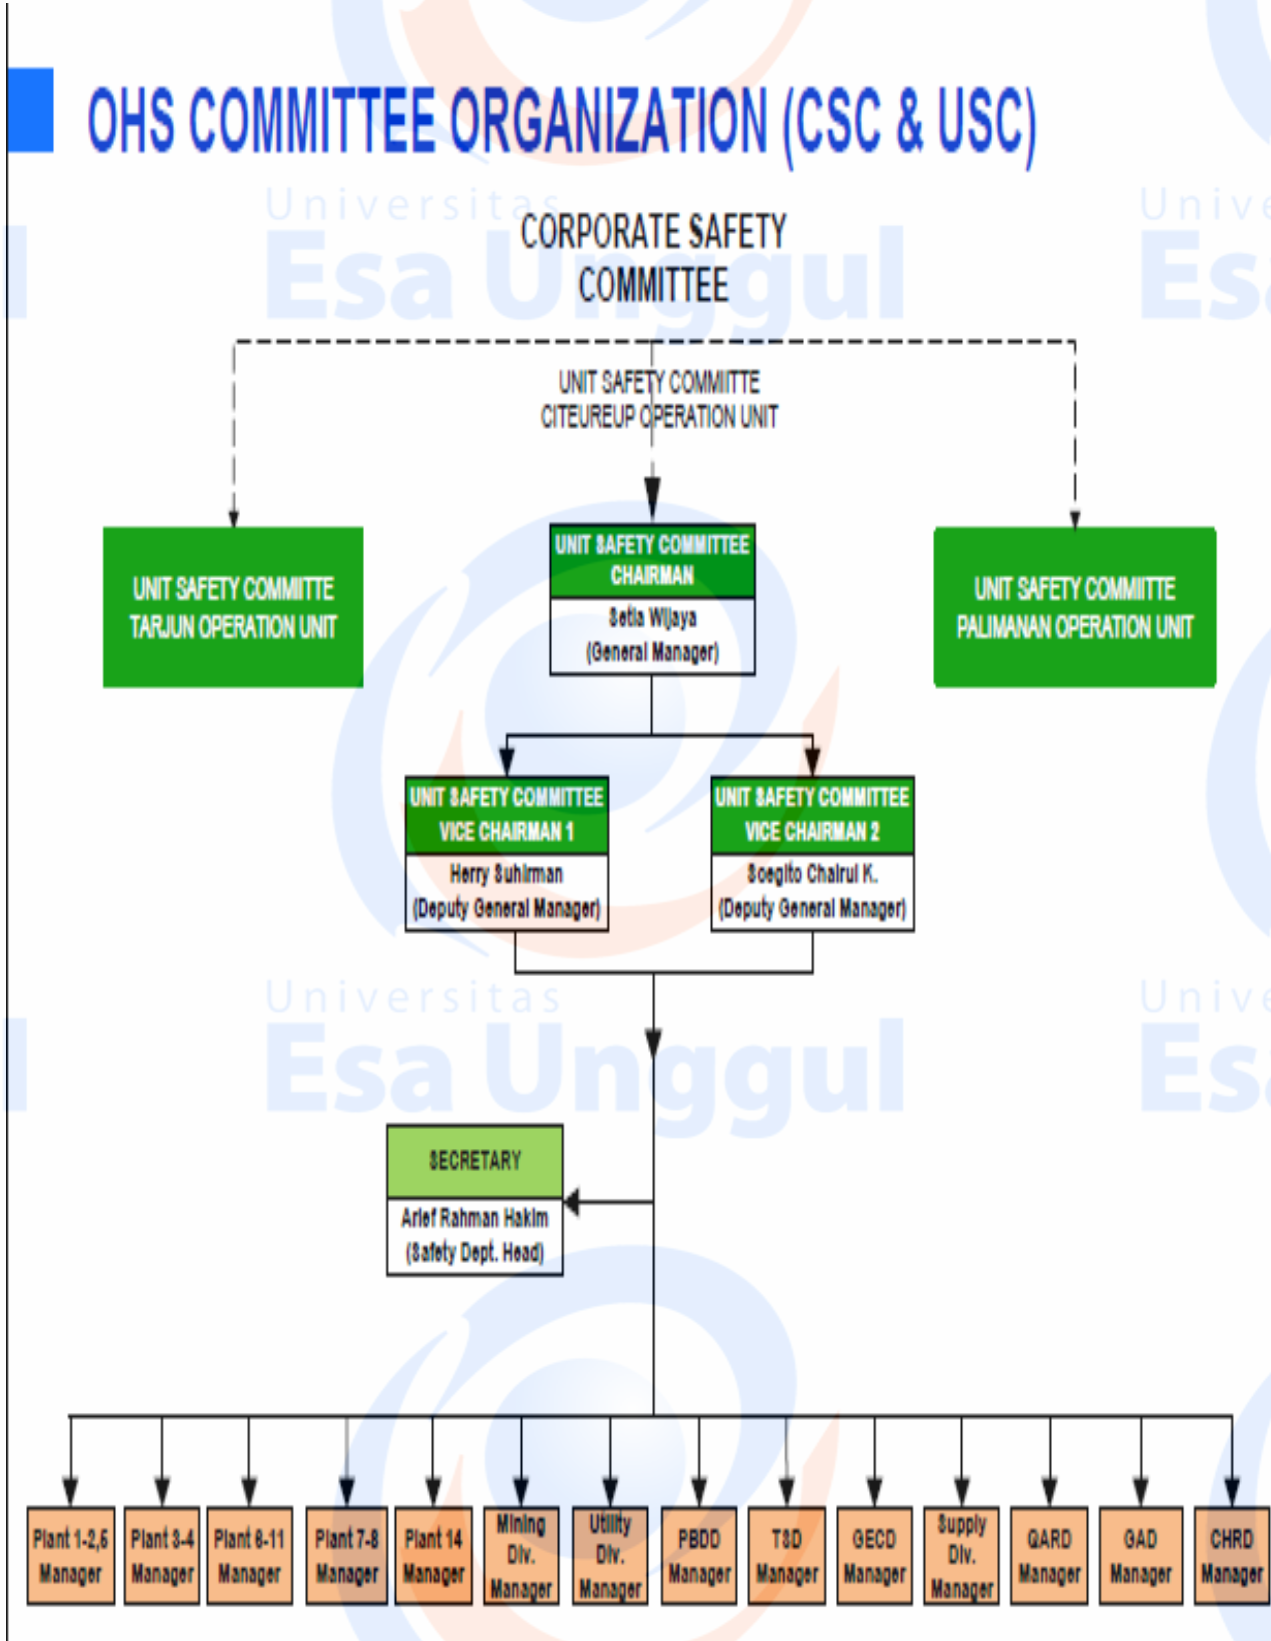 OHS COMMITTEE ORGANIZATION (CSC & USC)
Universitas
Esa Unggul
CORPORATE SAFETY
COMMITTEE
UNIT SAFETY COMMIITTE
CITEUREUP OPERATION UNIT
UNIT SAFETY COMMIITTE
TARJUN OPERATION UNIT
UNIT SAFETY COMMITTEE
CHAIRMAN
Setia Wijaya
(General Manager)
UNIT SAFETY COMMIITTE
PALIMANAN OPERATION UNIT
UNIT SAFETY COMMITTEE
VICE CHAIRMAN 1
Herry Suhirman
(Deputy General Manager)
UNIT SAFETY COMMITTEE
VICE CHAIRMAN 2
Soegito Chairul K.
(Deputy General Manager)
Universitas
Esa Unggul
SECRETARY
Arief Rahman Hakim
(Safety Dept. Head)
Plant 1-2,5
Manager
Plant 3-4
Manager
Plant 6-11
Manager
Plant 7-8
Manager
Plant 14
Manager
Mining
Div.
Manager
Utility
Div.
Manager
PBDD
Manager
TSD
Manager
GECD
Manager
Supply
Div.
Manager
QARD
Manager
GAD
Manager
CHRD
Manager